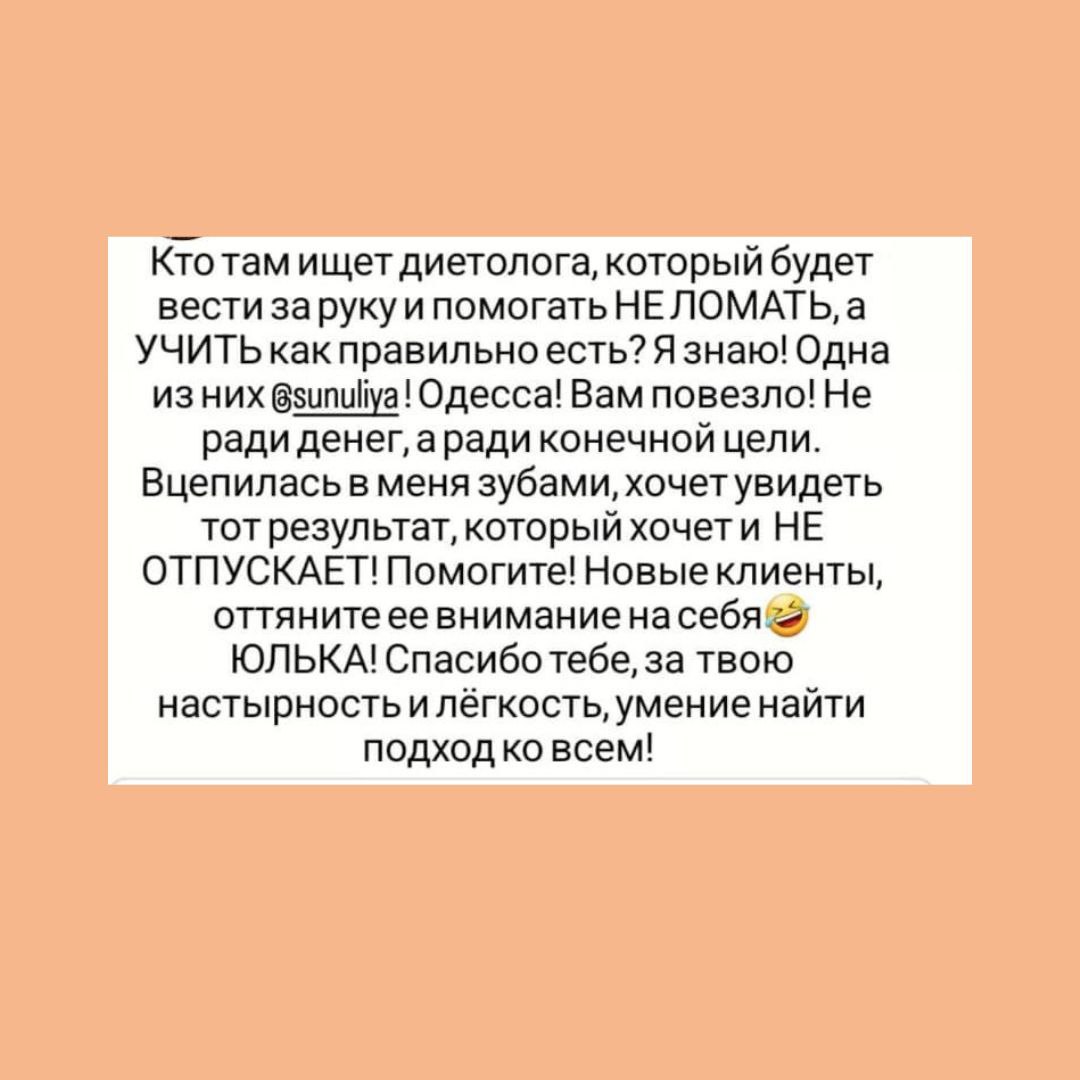 Кто там ищет диетолога, который будет
вести за руку и помогать НЕ ЛОМАТЬ, а
УЧИТЬ как правильно есть? Я знаю! Одна
из них @sunuliya! Одесса! Вам повезло! Не
ради денег, а ради конечной цели.
Вцепилась в меня зубами, хочет увидеть
тот результат, который хочет и НЕ
ОТПУСКАЕТ! Помогите! Новые клиенты,
оттяните ее внимание на себя🤣
ЮЛЬКА! Спасибо тебе, за твою
настырность и лёгкость, умение найти
подход ко всем!